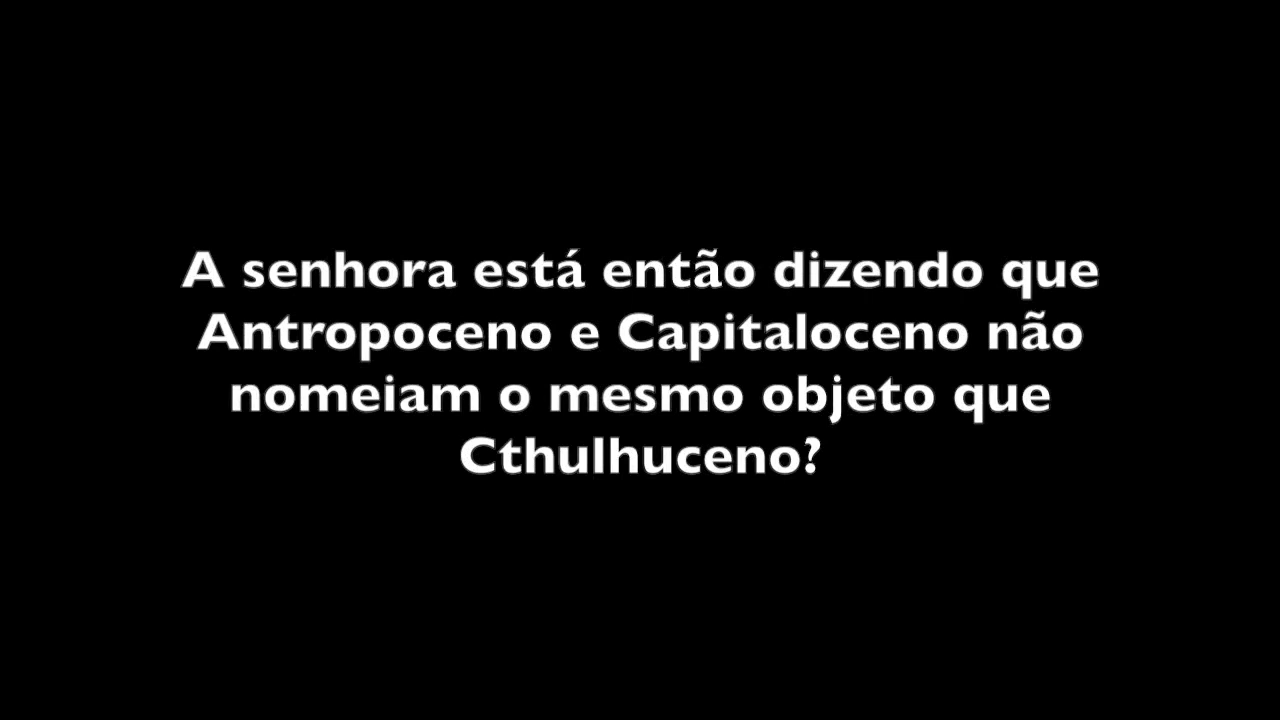 A senhora está então dizendo que
Antropoceno e Capitaloceno não
nomeiam o mesmo objeto que
Cthulhuceno?